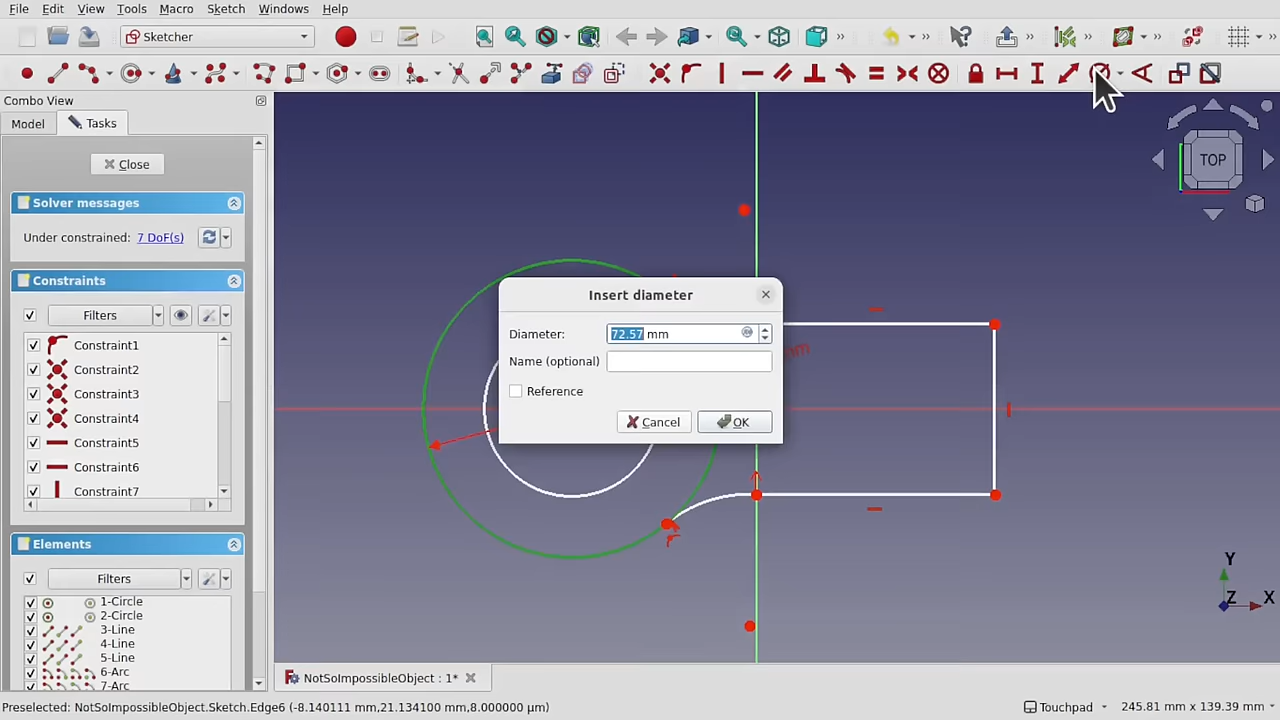 File Edit View Tools Macro Sketch Windows Help
Sketcher
Combo View
Model Tasks
Close
TOP
Solver messages
Under constrained: 7 DoF(s)
Constraints
Filters
Constraint1
Constraint2
Constraint3
Constraint4
Constraint5
Constraint6
Constraint7
Insert diameter
Diameter: 72.57 mm
Name (optional)
Reference
Cancel OK
mm
Elements
Filters
1-Circle
2-Circle
3-Line
4-Line
5-Line
6-Arc
7-Arc
Y
Z X
NotSoImpossibleObject : 1*
Preselected: NotSoImpossibleObject.Sketch.Edge6 (-8.140111 mm,21.134100 mm,8.000000 µm) Touchpad 245.81 mm x 139.39 mm